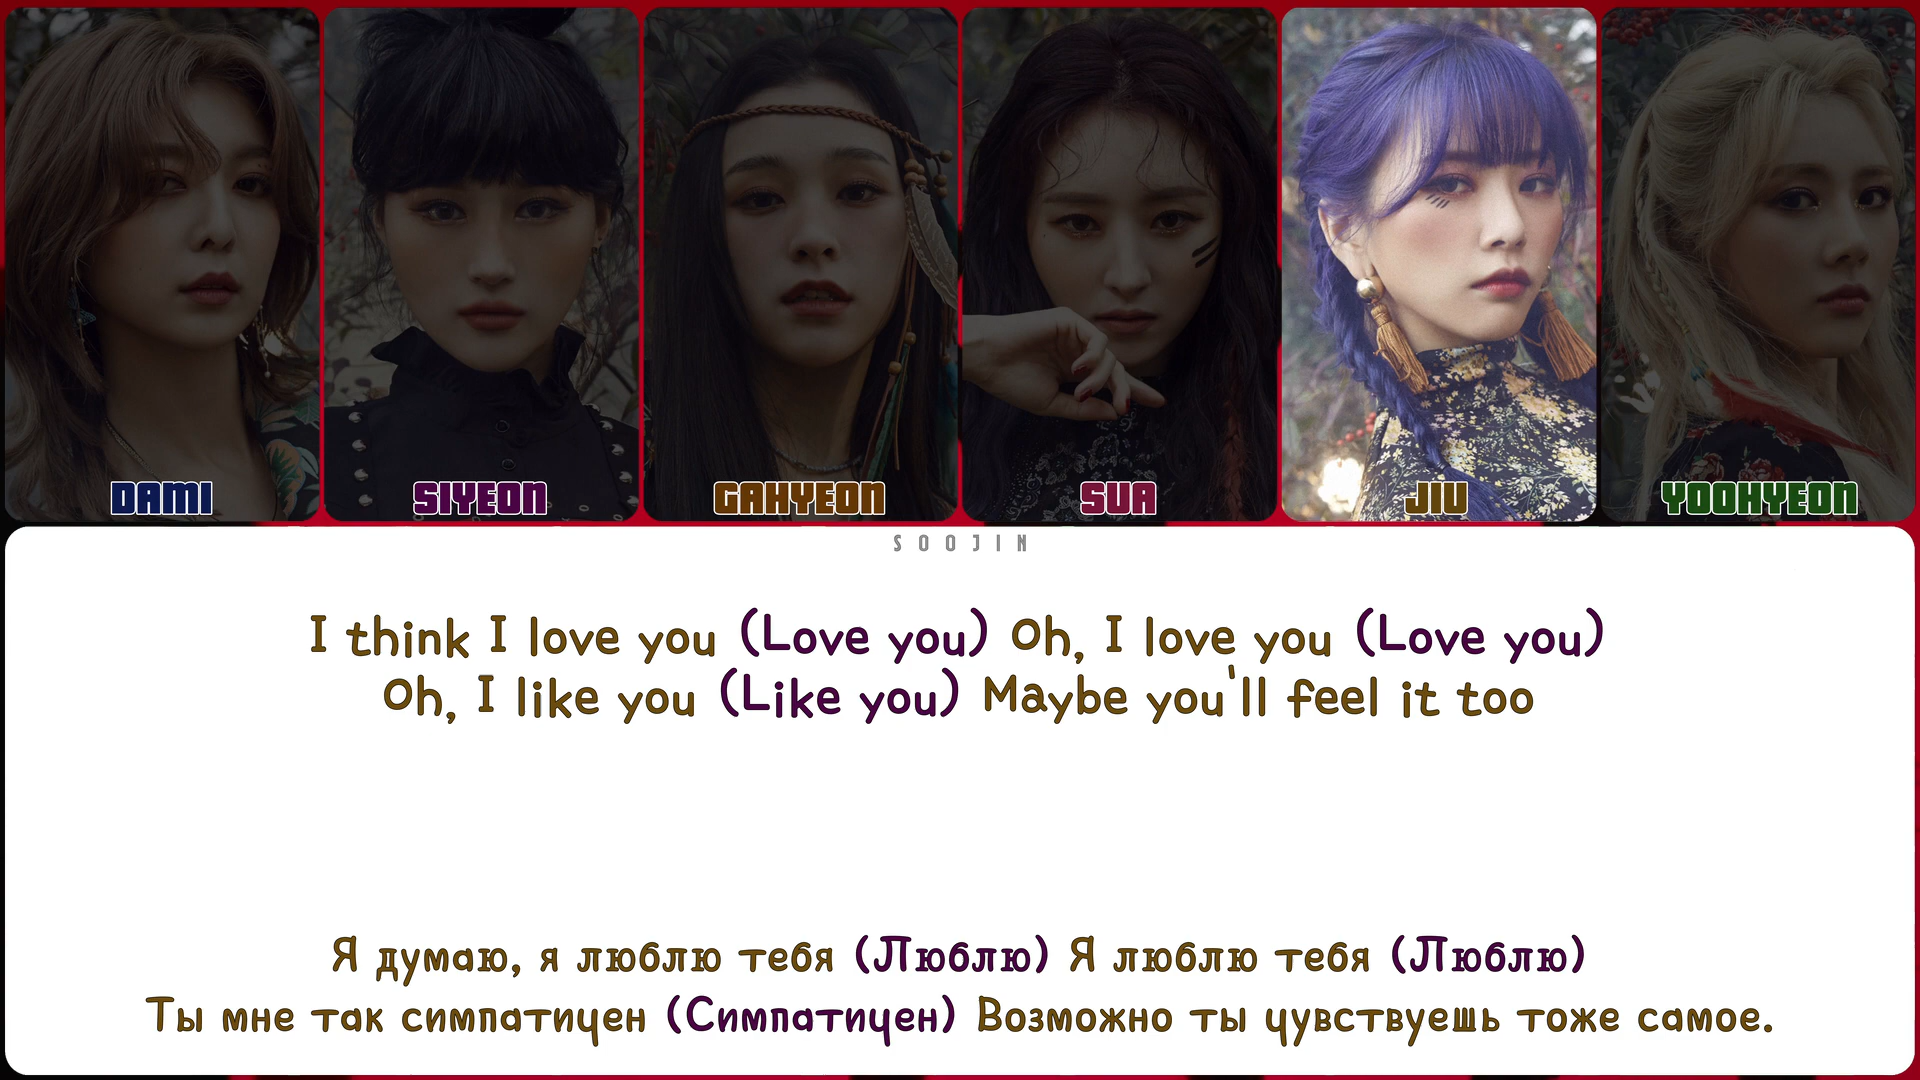 DAMI SIYEON GAHYEON SUA JIU YOOHYEON
SOOJIN
I think I love you (Love you) Oh, I love you (Love you)
Oh, I like you (Like you) Maybe you'll feel it too
Я думаю, я люблю тебя (Люблю) Я люблю тебя (Люблю)
Ты мне так симпатичен (Симпатичен) Возможно ты чувствуешь тоже самое.